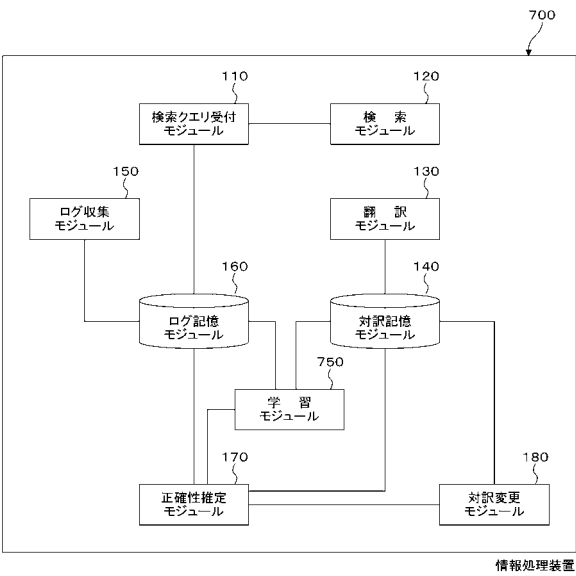 700
110
検索クエリ受付
モジュール
120
検 索
モジュール
150
ログ収集
モジュール
130
翻 訳
モジュール
160
ログ記憶
モジュール
140
対訳記憶
モジュール
750
学 習
モジュール
170
正確性推定
モジュール
180
対訳変更
モジュール
情報処理装置